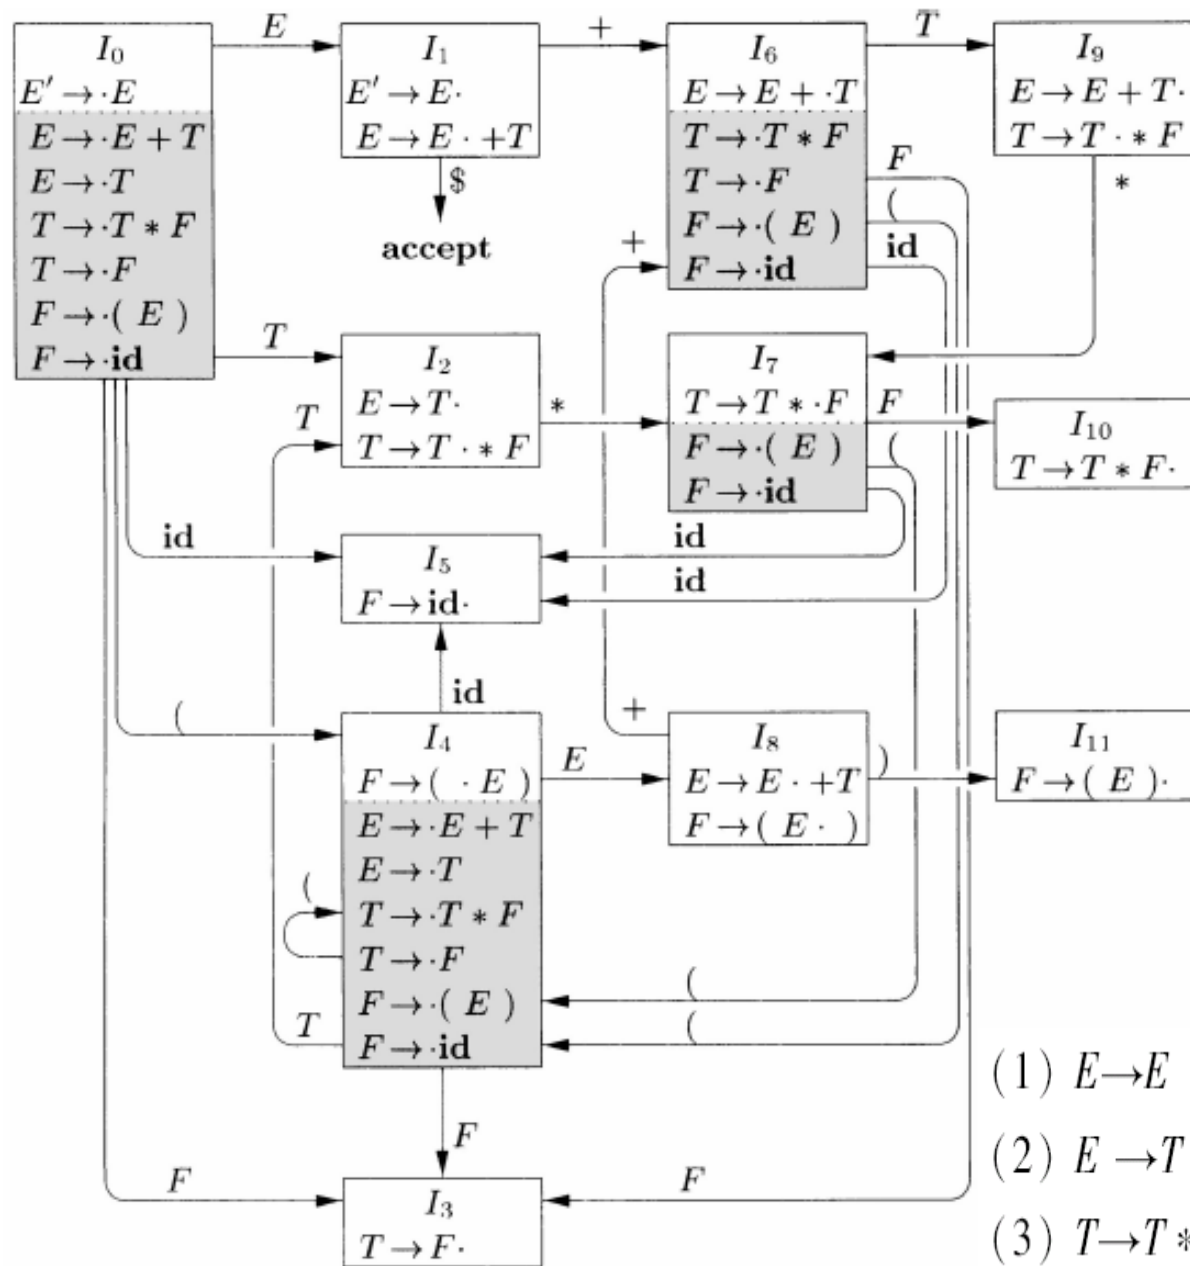 E
I₀
E′ → ·E
E → ·E + T
E → ·T
T → ·T * F
T → ·F
F → ·( E )
F → ·id
I₁
E′ → E·
E → E · +T
$
accept
+
I₆
E → E + ·T
T → ·T * F
T → ·F
F → ·( E )
F → ·id
T
I₉
E → E + T·
T → T · * F
*
F
(
id
+
T
I₂
E → T·
T → T · * F
*
I₇
T → T * ·F
F → ·( E )
F → ·id
F
(
I₁₀
T → T * F·
T
id
I₅
F → id·
id
id
id
(
I₄
F → ( · E )
E → ·E + T
E → ·T
T → ·T * F
T → ·F
F → ·( E )
F → ·id
E
+
I₈
E → E · +T
F → ( E · )
)
I₁₁
F → ( E )·
(
T
(
(
F
F
I₃
T → F·
F
(1) E→E
(2) E →T
(3) T→T *